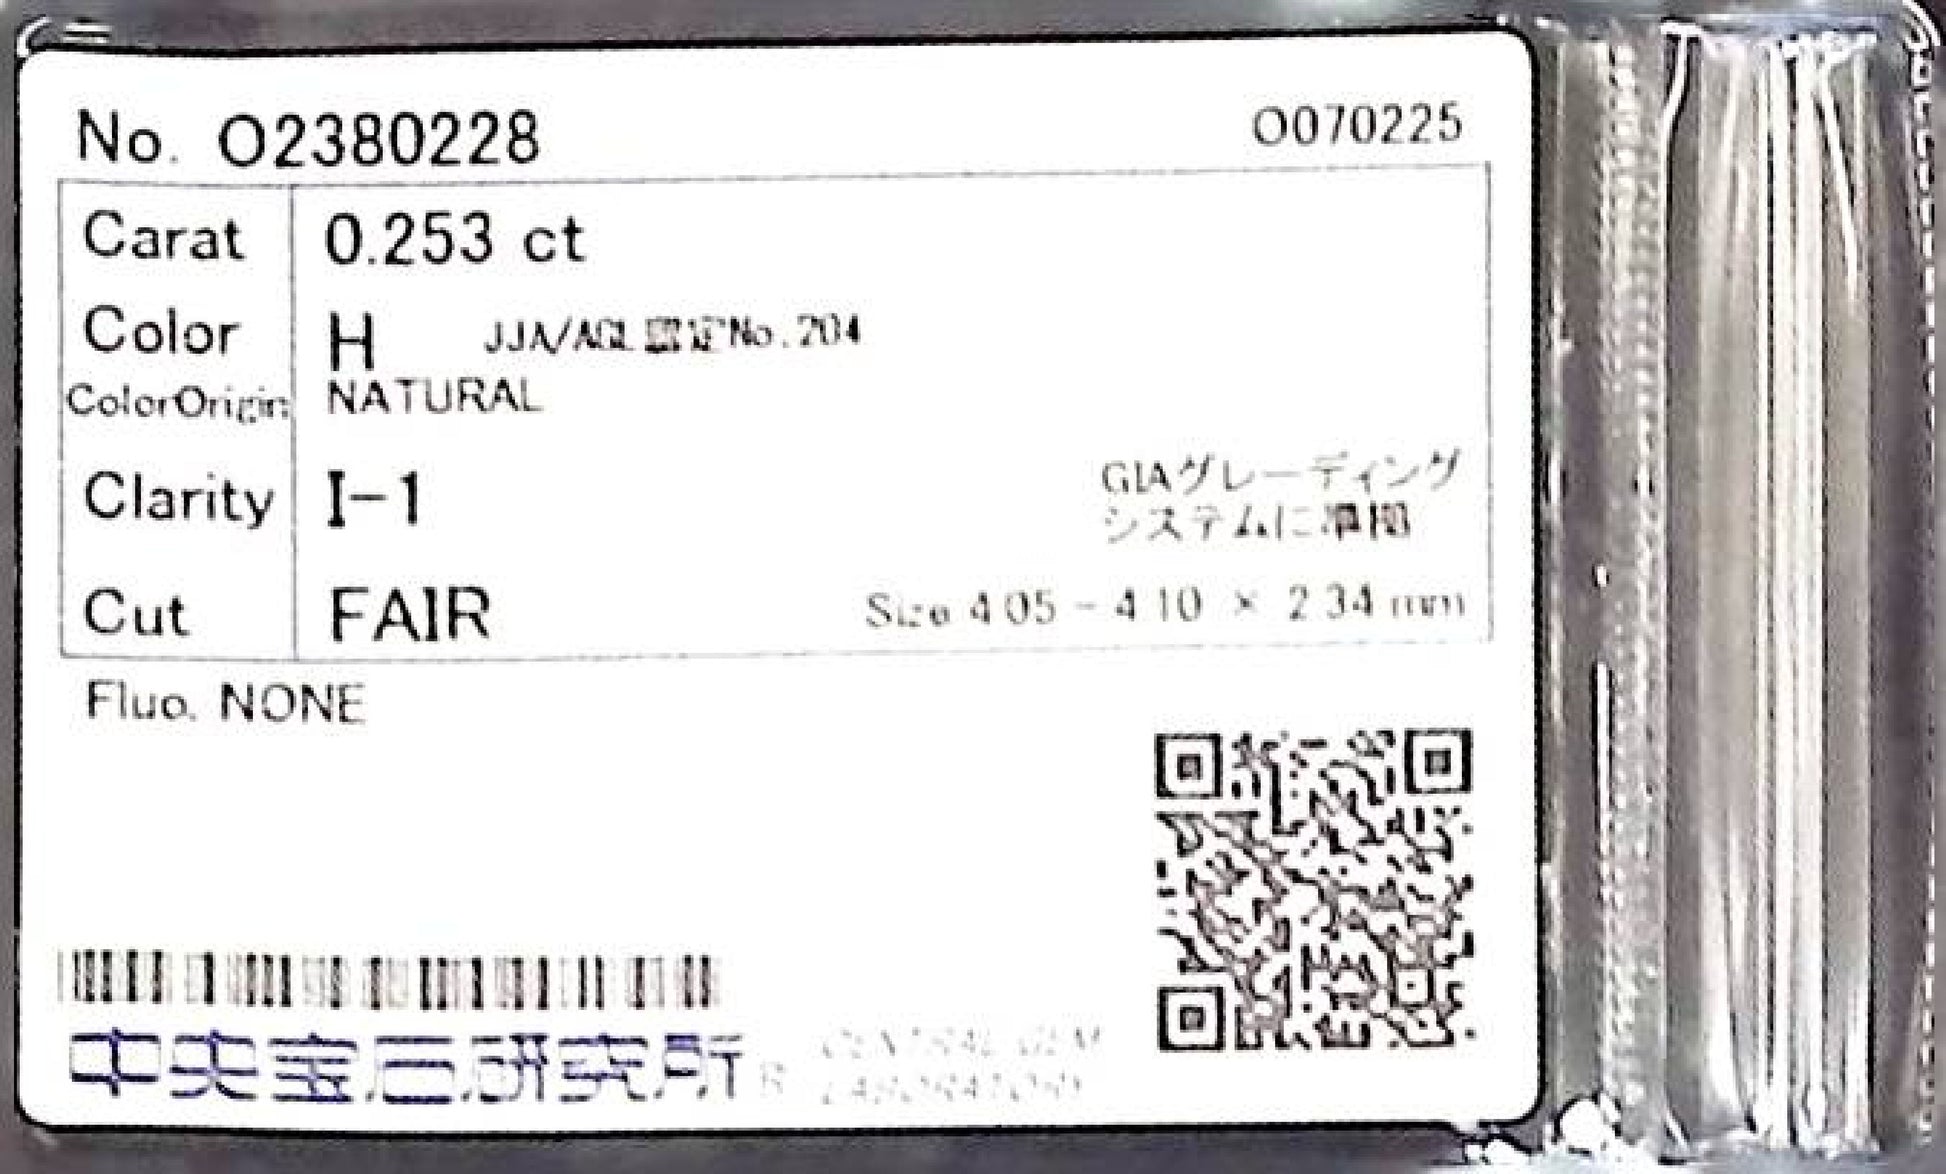 No. O2380228
O070225
Carat 0.253 ct
Color H JJA/AGL認定No.204
ColorOrigin NATURAL
Clarity I-1
GIAグレーディング
システムに準拠
Cut FAIR
Size 4.05 - 4.10 × 2.34 mm
Fluo. NONE
中央宝石研究所
CENTRAL GEM
LABORATORY